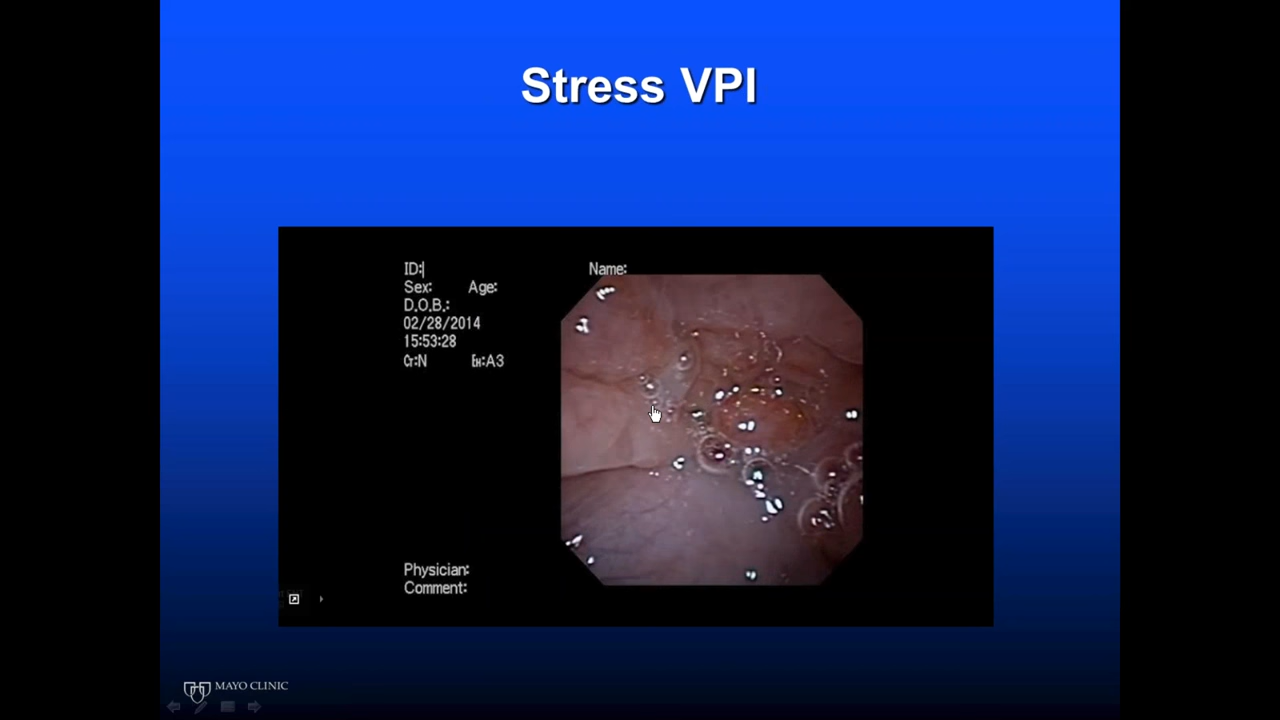 Stress VPI
ID:
Name:
Sex: Age:
D.O.B.:
02/28/2014
15:53:28
Cr:N EH:A3
Physician:
Comment:
MAYO CLINIC